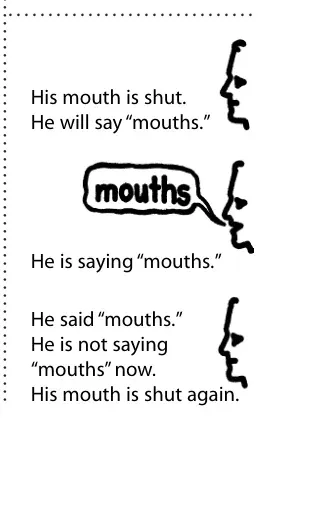 His mouth is shut.
He will say “mouths.”
mouths
He is saying “mouths.”
He said “mouths.”
He is not saying
“mouths” now.
His mouth is shut again.